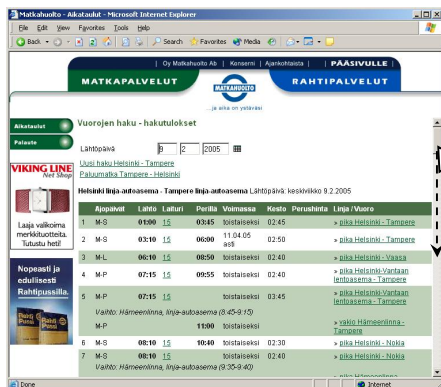 Matkahuolto - Aikataulut - Microsoft Internet Explorer
File Edit View Favorites Tools Help
Back Search Favorites Media
Oy Matkahuolto Ab | Konserni | Ajankohtaista | PÄÄSIVULLE |
MATKAPALVELUT MATKAHUOLTO RAHTIPALVELUT
...ja aika on ystäväsi
Aikataulut
Palaute
Vuorojen haku - hakutulokset
Lähtöpäivä 2 2005
Uusi haku Helsinki - Tampere
Paluumatka Tampere - Helsinki
VIKING LINE
Net Shop
Laaja valikoima
merkkituotteita.
Tutustu heti!
Nopeasti ja
edullisesti
Rahtipussilla.
Helsinki linja-autoasema - Tampere linja-autoasema Lähtöpäivä: keskiviikko 9.2.2005
Ajopäivät Lähtö Laituri Perillä Voimassa Kesto Perushinta Linja / Vuoro
1 M-S 01:00 15 03:45 toistaiseksi 02:45 » pika Helsinki - Tampere
2 M-S 03:10 15 06:00 11.04.05 asti 02:50 » pika Helsinki - Tampere
3 M-L 06:10 15 08:50 toistaiseksi 02:40 » pika Helsinki - Vaasa
4 M-P 07:15 15 09:55 toistaiseksi 02:40 » pika Helsinki-Vantaan lentoasema - Tampere
5 M-P 07:15 15 toistaiseksi 03:45 » pika Helsinki-Vantaan lentoasema - Tampere
Vaihto: Hämeenlinna, linja-autoasema (8:45-9:15)
M-P 11:00 toistaiseksi » vakio Hämeenlinna - Tampere
6 M-S 08:10 15 10:40 toistaiseksi 02:30 » pika Helsinki - Nokia
7 M-S 08:10 15 toistaiseksi 02:40 » pika Helsinki - Nokia
Vaihto: Hämeenlinna, linja-autoasema (9:35-9:40)
Done Internet